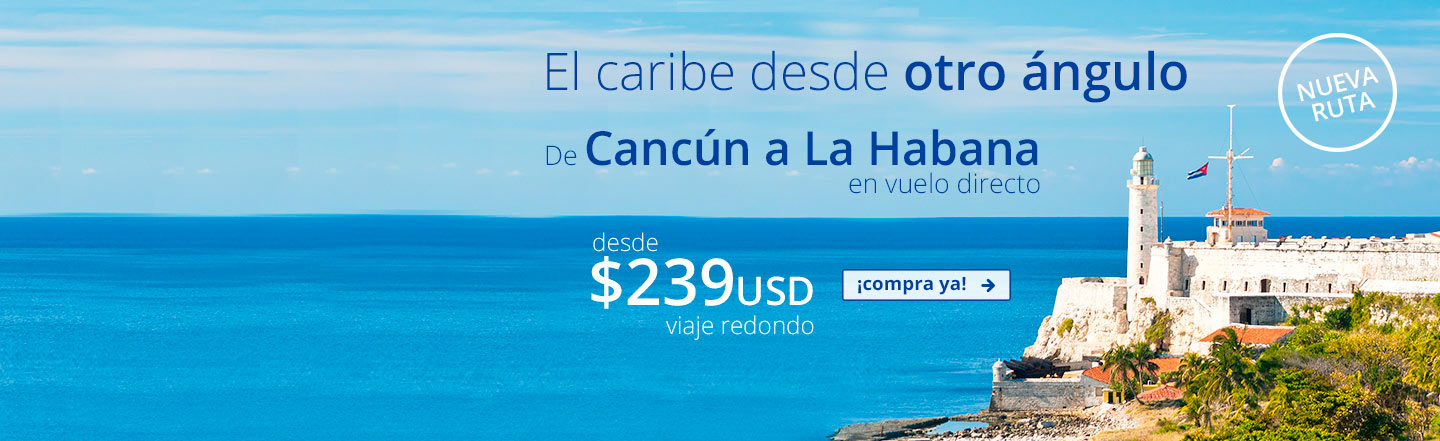 El caribe desde otro ángulo
NUEVA
RUTA
De Cancún a La Habana
en vuelo directo
desde
$239USD
viaje redondo
¡compra ya!